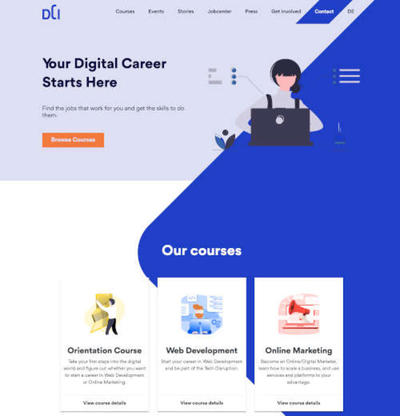 DCI
Courses Events Stories Jobcenter Press Get Involved Contact DE
Your Digital Career
Starts Here
Find the jobs that work for you and get the skills to do
them.
Browse Courses
Our courses
Orientation Course
Take your first steps into the digital
world and figure out whether you want
to start a career in Web Development
or Online Marketing
View course details
Web Development
Start your career in Web Development
and be part of the Tech Disruption.
View course details
Online Marketing
Become an Online/Digital Marketer,
learn how to scale a business, and use
services and platforms to your
advantage.
View course details